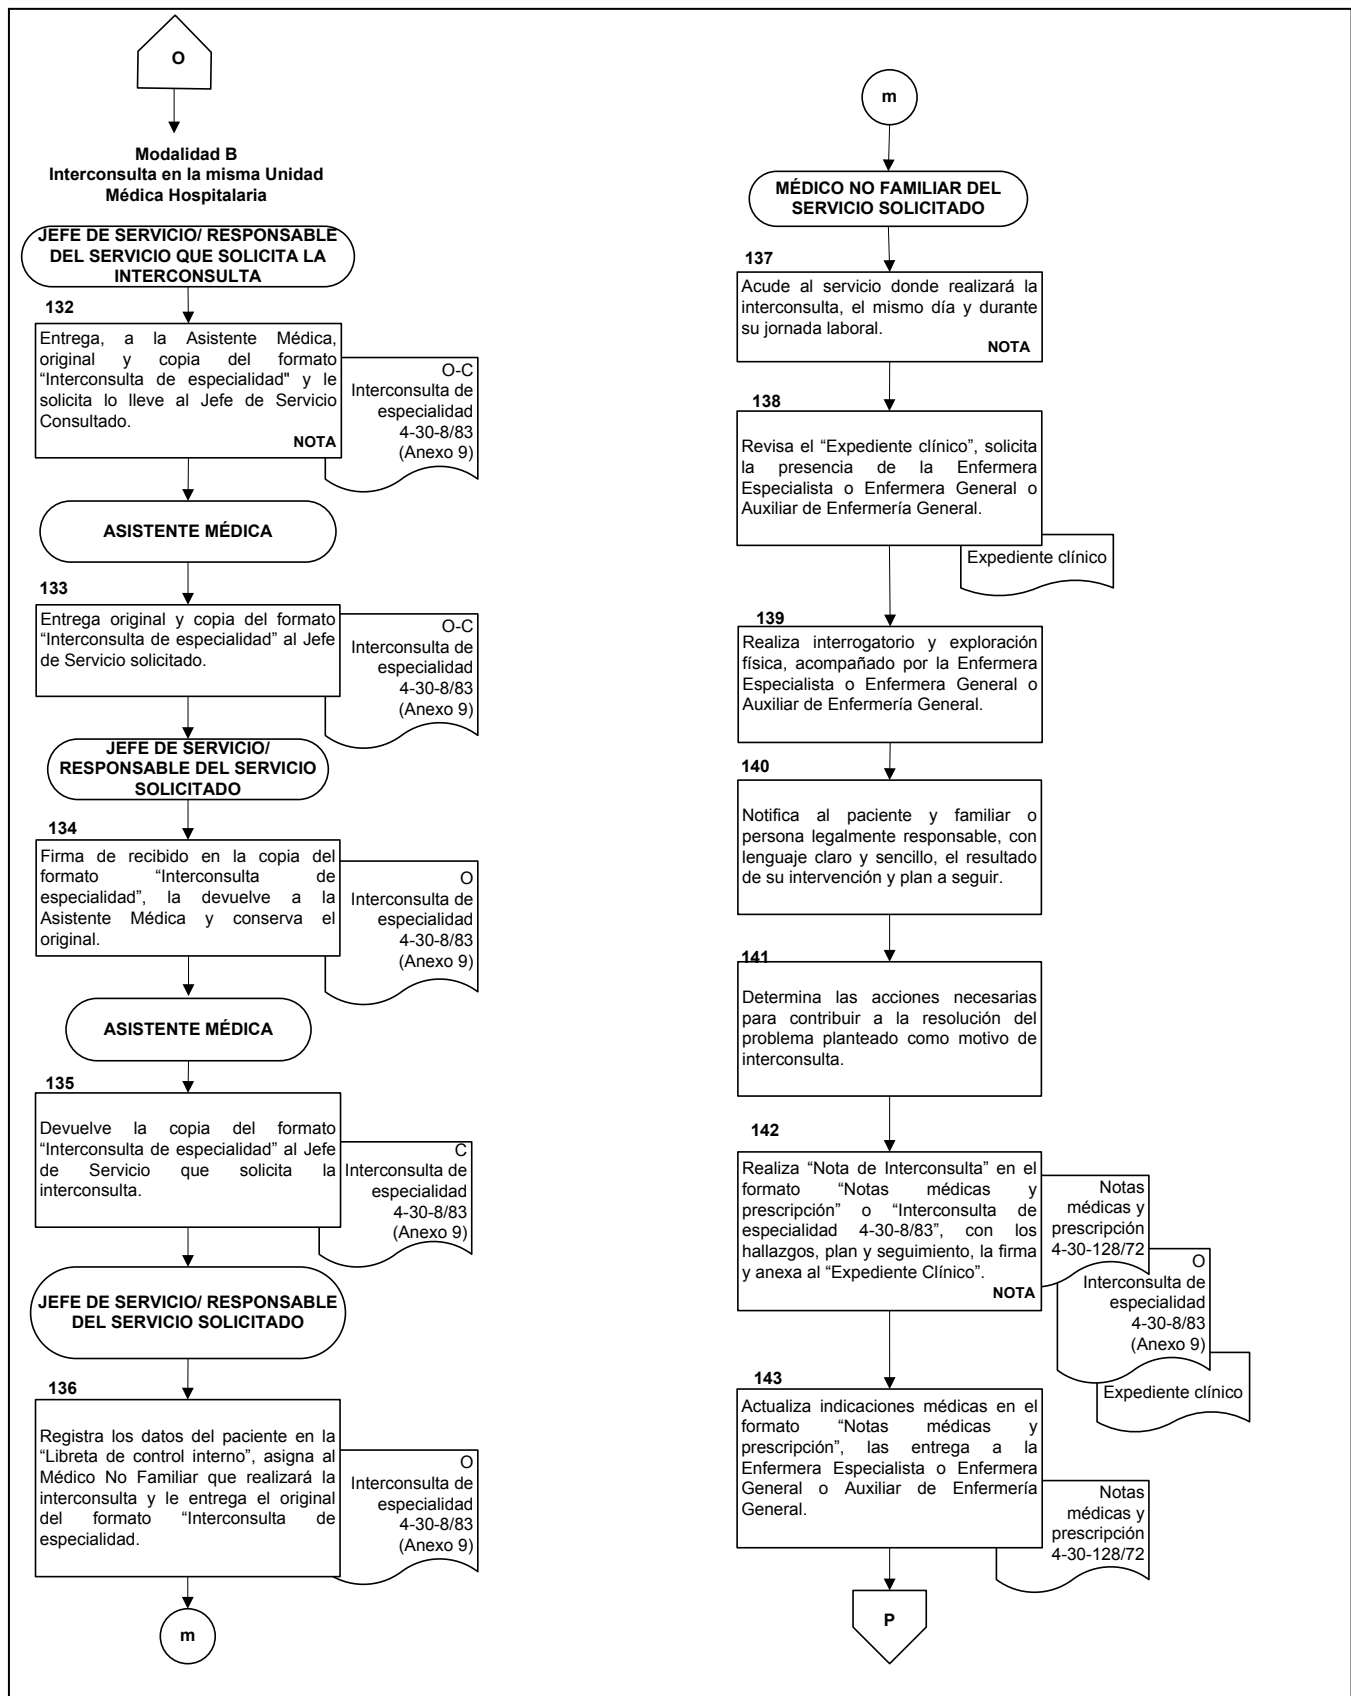 O
Modalidad B
Interconsulta en la misma Unidad
Médica Hospitalaria
JEFE DE SERVICIO/ RESPONSABLE
DEL SERVICIO QUE SOLICITA LA
INTERCONSULTA
132
Entrega, a la Asistente Médica,
original y copia del formato
“Interconsulta de especialidad" y le
solicita lo lleve al Jefe de Servicio
Consultado.
NOTA
O-C
Interconsulta de
especialidad
4-30-8/83
(Anexo 9)
ASISTENTE MÉDICA
133
Entrega original y copia del formato
“Interconsulta de especialidad” al Jefe
de Servicio solicitado.
O-C
Interconsulta de
especialidad
4-30-8/83
(Anexo 9)
JEFE DE SERVICIO/
RESPONSABLE DEL SERVICIO
SOLICITADO
134
Firma de recibido en la copia del
formato “Interconsulta de
especialidad”, la devuelve a la
Asistente Médica y conserva el
original.
O
Interconsulta de
especialidad
4-30-8/83
(Anexo 9)
ASISTENTE MÉDICA
135
Devuelve la copia del formato
“Interconsulta de especialidad” al Jefe
de Servicio que solicita la
interconsulta.
C
Interconsulta de
especialidad
4-30-8/83
(Anexo 9)
JEFE DE SERVICIO/ RESPONSABLE
DEL SERVICIO SOLICITADO
136
Registra los datos del paciente en la
“Libreta de control interno”, asigna al
Médico No Familiar que realizará la
interconsulta y le entrega el original
del formato “Interconsulta de
especialidad.
O
Interconsulta de
especialidad
4-30-8/83
(Anexo 9)
m
m
MÉDICO NO FAMILIAR DEL
SERVICIO SOLICITADO
137
Acude al servicio donde realizará la
interconsulta, el mismo día y durante
su jornada laboral.
NOTA
138
Revisa el “Expediente clínico”, solicita
la presencia de la Enfermera
Especialista o Enfermera General o
Auxiliar de Enfermería General.
Expediente clínico
139
Realiza interrogatorio y exploración
física, acompañado por la Enfermera
Especialista o Enfermera General o
Auxiliar de Enfermería General.
140
Notifica al paciente y familiar o
persona legalmente responsable, con
lenguaje claro y sencillo, el resultado
de su intervención y plan a seguir.
141
Determina las acciones necesarias
para contribuir a la resolución del
problema planteado como motivo de
interconsulta.
142
Realiza “Nota de Interconsulta” en el
formato “Notas médicas y
prescripción” o “Interconsulta de
especialidad 4-30-8/83”, con los
hallazgos, plan y seguimiento, la firma
y anexa al “Expediente Clínico”.
NOTA
Notas
médicas y
prescripción
4-30-128/72
O
Interconsulta de
especialidad
4-30-8/83
(Anexo 9)
Expediente clínico
143
Actualiza indicaciones médicas en el
formato “Notas médicas y
prescripción”, las entrega a la
Enfermera Especialista o Enfermera
General o Auxiliar de Enfermería
General.
Notas
médicas y
prescripción
4-30-128/72
P